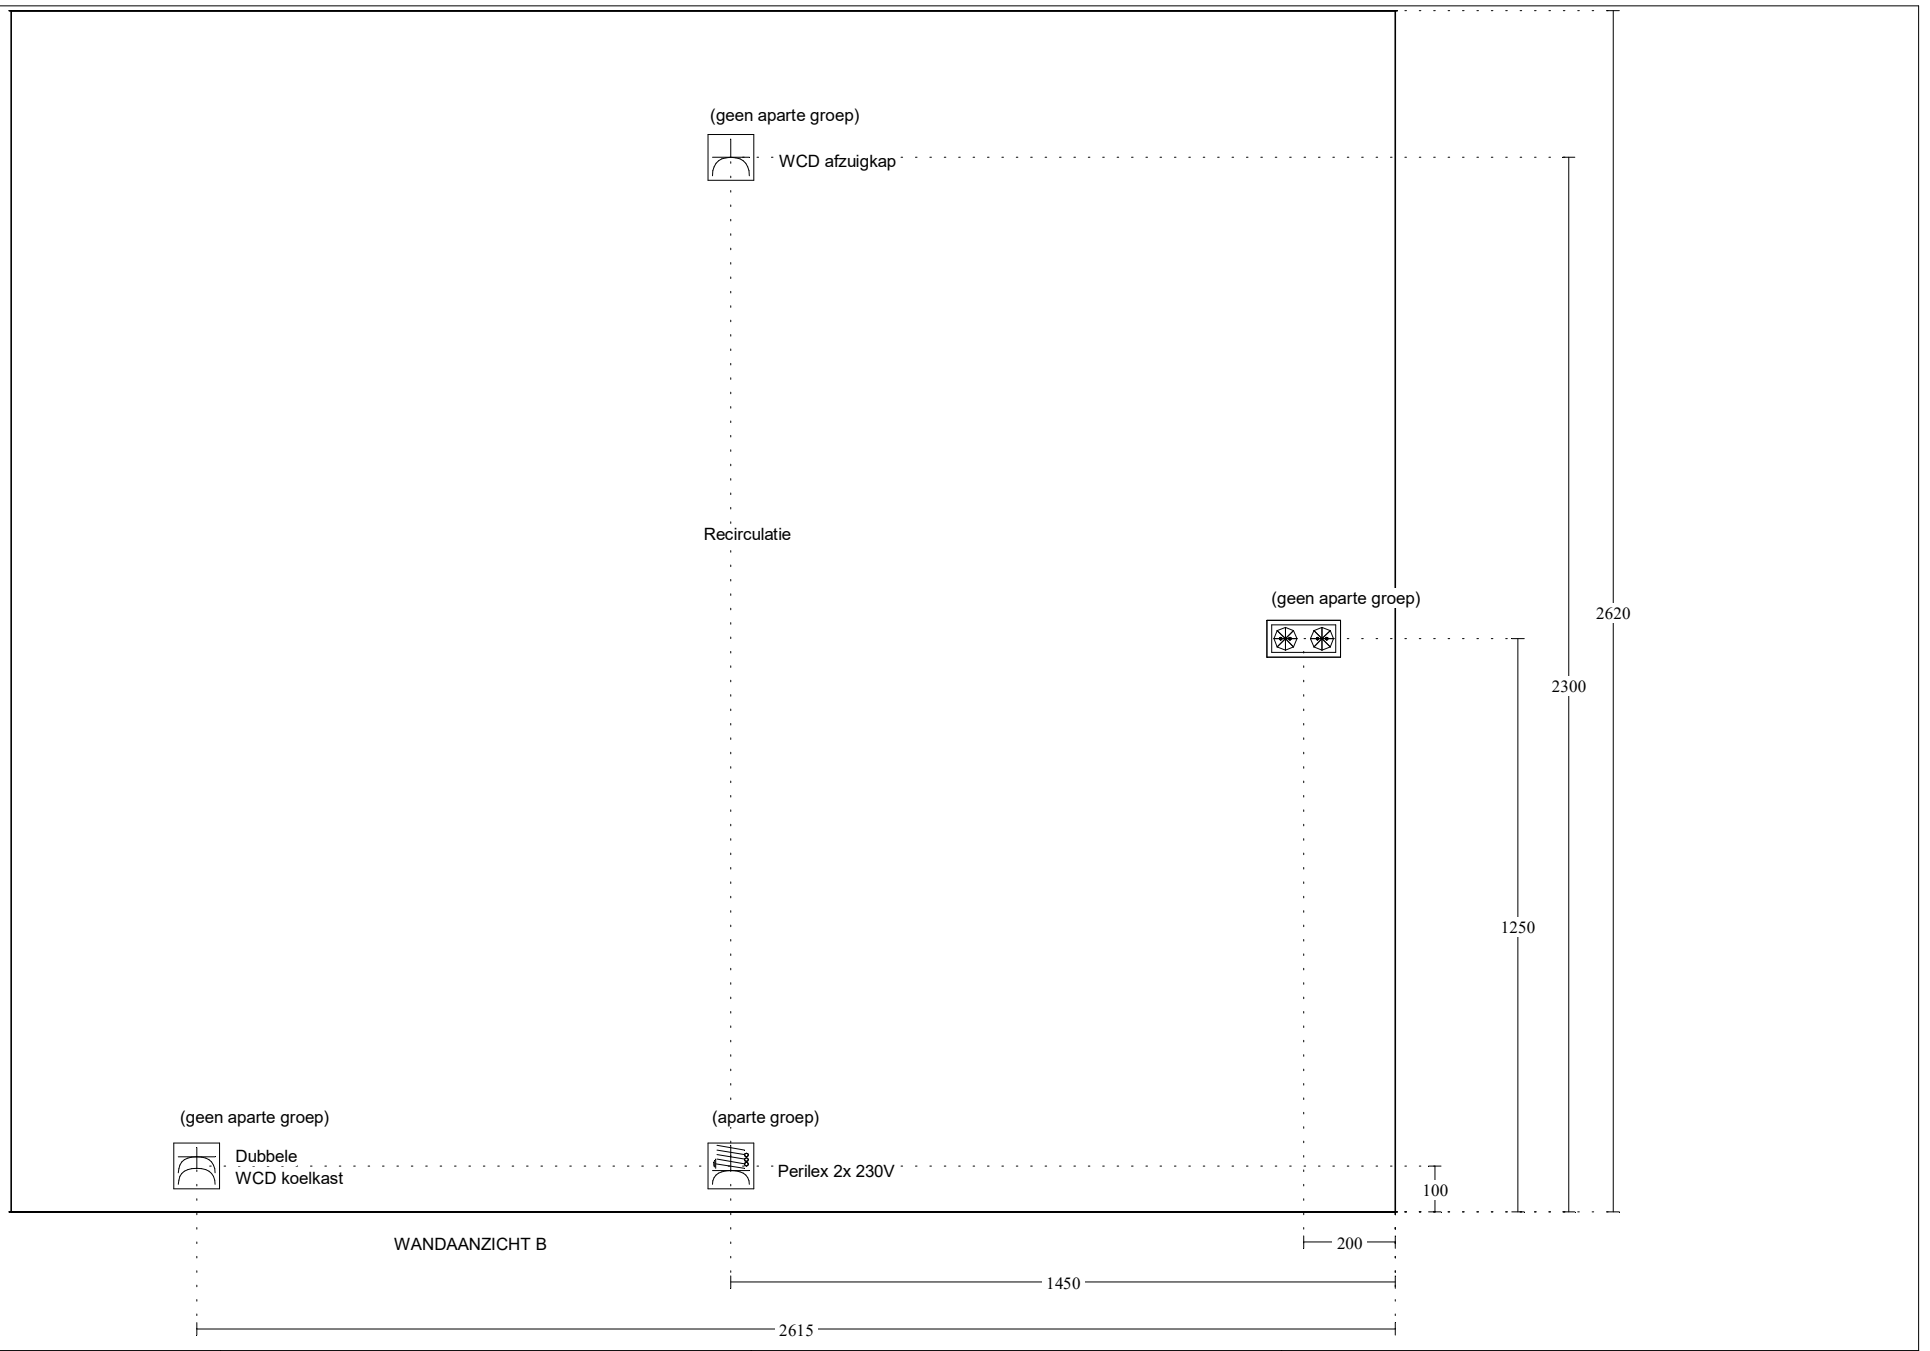 (geen aparte groep)
WCD afzuigkap
Recirculatie
(geen aparte groep)
2620
2300
1250
(geen aparte groep)
(aparte groep)
Dubbele
WCD koelkast
Perilex 2x 230V
100
WANDAANZICHT B
200
1450
2615